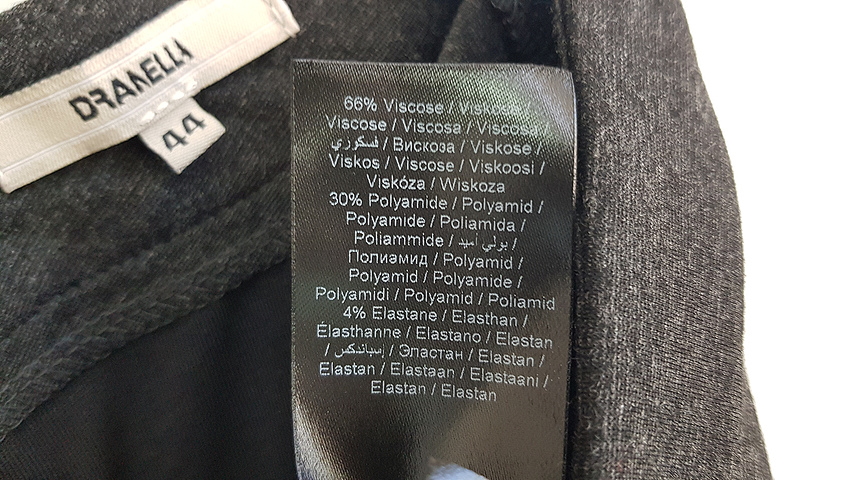 DRANELLA
44
66% Viscose / Viskose /
Viscose / Viscosa / Viscosa /
فسكوزي / Вискоза / Viskose /
Viskos / Viscose / Viskoosi /
Viskóza / Wiskoza
30% Polyamide / Polyamid /
Polyamide / Poliamida /
Poliammide / بولي أميد /
Полиэмид / Polyamid /
Polyamid / Polyamide /
Polyamidi / Polyamid / Poliamid
4% Elastane / Elasthan /
Élasthanne / Elastano / Elastan
/ إسباندكس / Эластан / Elastan /
Elastan / Elastaan / Elastaani /
Elastan / Elastan